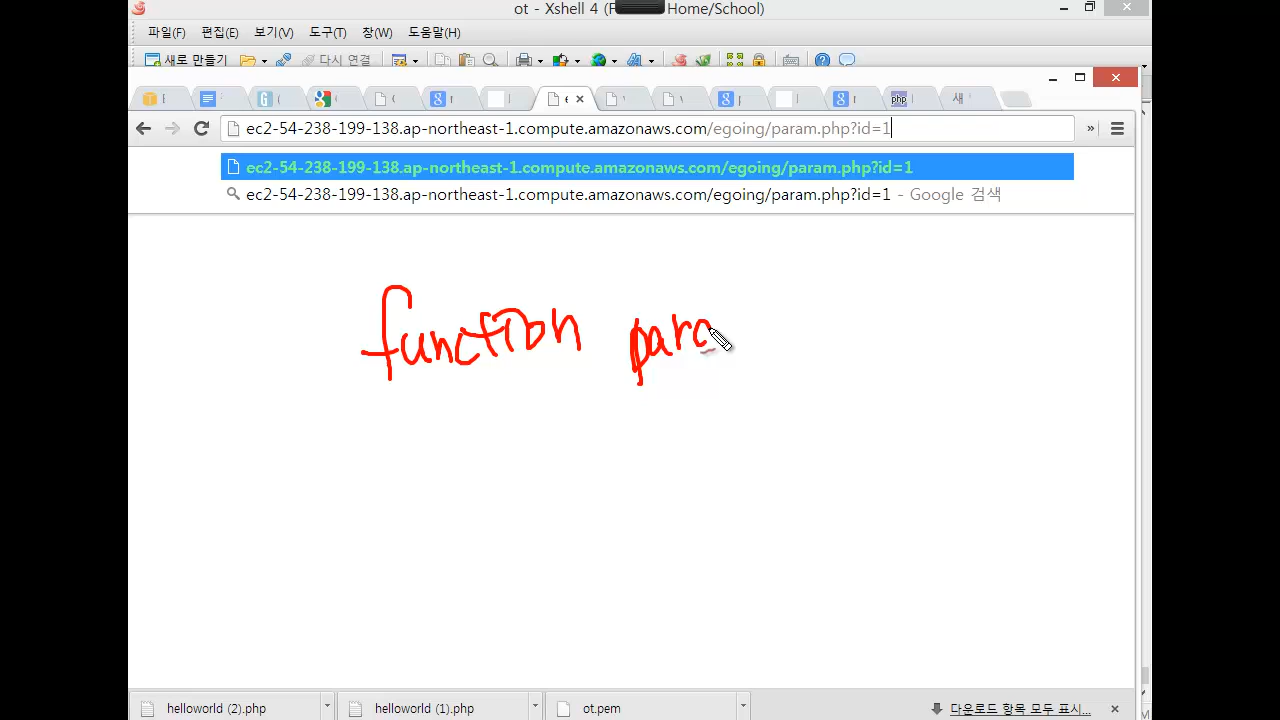 ot - Xshell 4 (F Home/School)
파일(F) 편집(E) 보기(V) 도구(T) 창(W) 도움말(H)
새로 만들기 다시 연결
php 새
ec2-54-238-199-138.ap-northeast-1.compute.amazonaws.com/egoing/param.php?id=1
ec2-54-238-199-138.ap-northeast-1.compute.amazonaws.com/egoing/param.php?id=1
ec2-54-238-199-138.ap-northeast-1.compute.amazonaws.com/egoing/param.php?id=1 - Google 검색
function para
helloworld (2).php helloworld (1).php ot.pem 다운로드 항목 모두 표시...